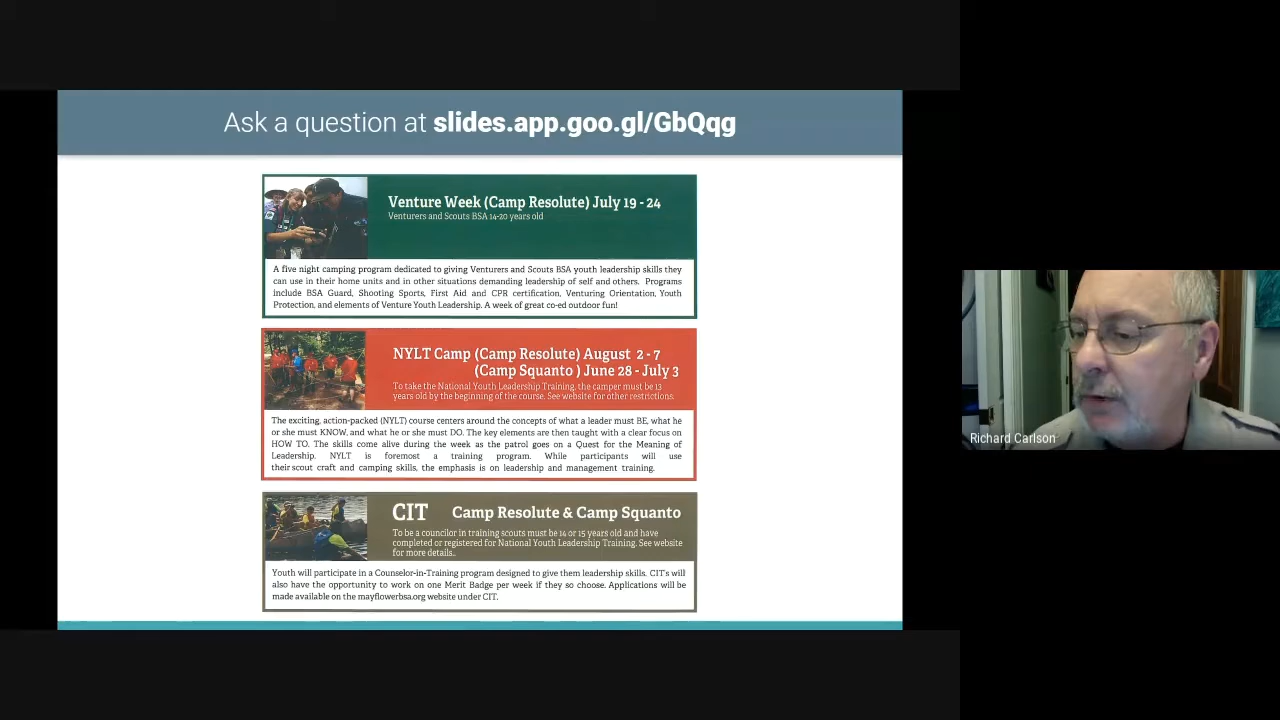 Ask a question at slides.app.goo.gl/GbQqg
Venture Week (Camp Resolute) July 19 - 24
Venturers and Scouts BSA 14-20 years old
A five night camping program dedicated to giving Venturers and Scouts BSA youth leadership skills they
can use in their home units and in other situations demanding leadership of self and others. Programs
include BSA Guard, Shooting Sports, First Aid and CPR certification, Venturing Orientation, Youth
Protection, and elements of Venture Youth Leadership. A week of great co-ed outdoor fun!
NYLT Camp (Camp Resolute) August 2 - 7
(Camp Squanto ) June 28 - July 3
To take the National Youth Leadership Training, the camper must be 13
years old by the beginning of the course. See website for other restrictions.
The exciting, action-packed (NYLT) course centers around the concepts of what a leader must BE, what he
or she must KNOW, and what he or she must DO. The key elements are then taught with a clear focus on
HOW TO. The skills come alive during the week as the patrol goes on a Quest for the Meaning of
Leadership. NYLT is foremost a training program. While participants will use
their scout craft and camping skills, the emphasis is on leadership and management training.
CIT Camp Resolute & Camp Squanto
To be a councilor in training scouts must be 14 or 15 years old and have
completed or registered for National Youth Leadership Training. See website
for more details..
Youth will participate in a Counselor-in-Training program designed to give them leadership skills. CIT's will
also have the opportunity to work on one Merit Badge per week if they so choose. Applications will be
made available on the mayflowerbsa.org website under CIT.
Richard Carlson